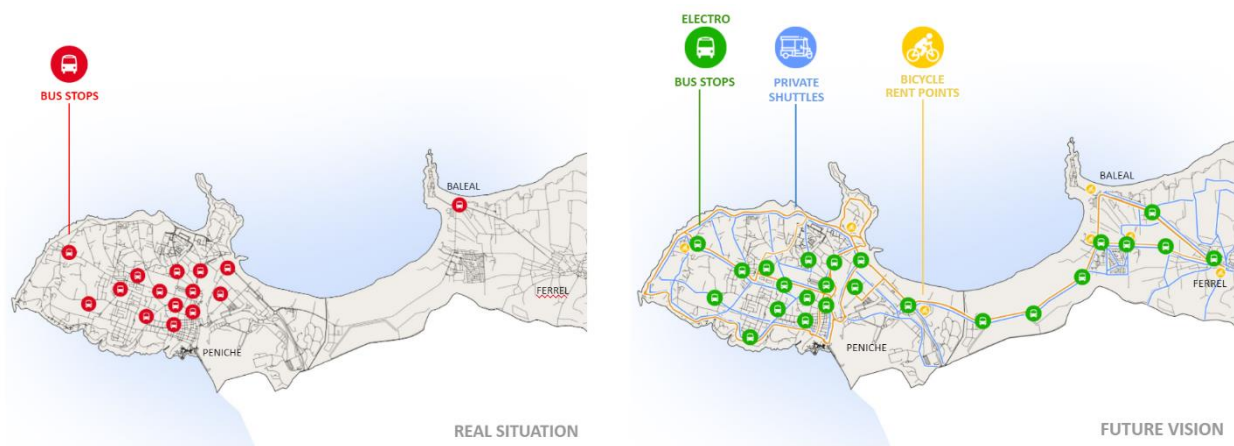 BUS STOPS
BALEAL
FERREL
PENICHE
REAL SITUATION
ELECTRO
BUS STOPS
PRIVATE
SHUTTLES
BICYCLE
RENT POINTS
BALEAL
FERREL
PENICHE
FUTURE VISION